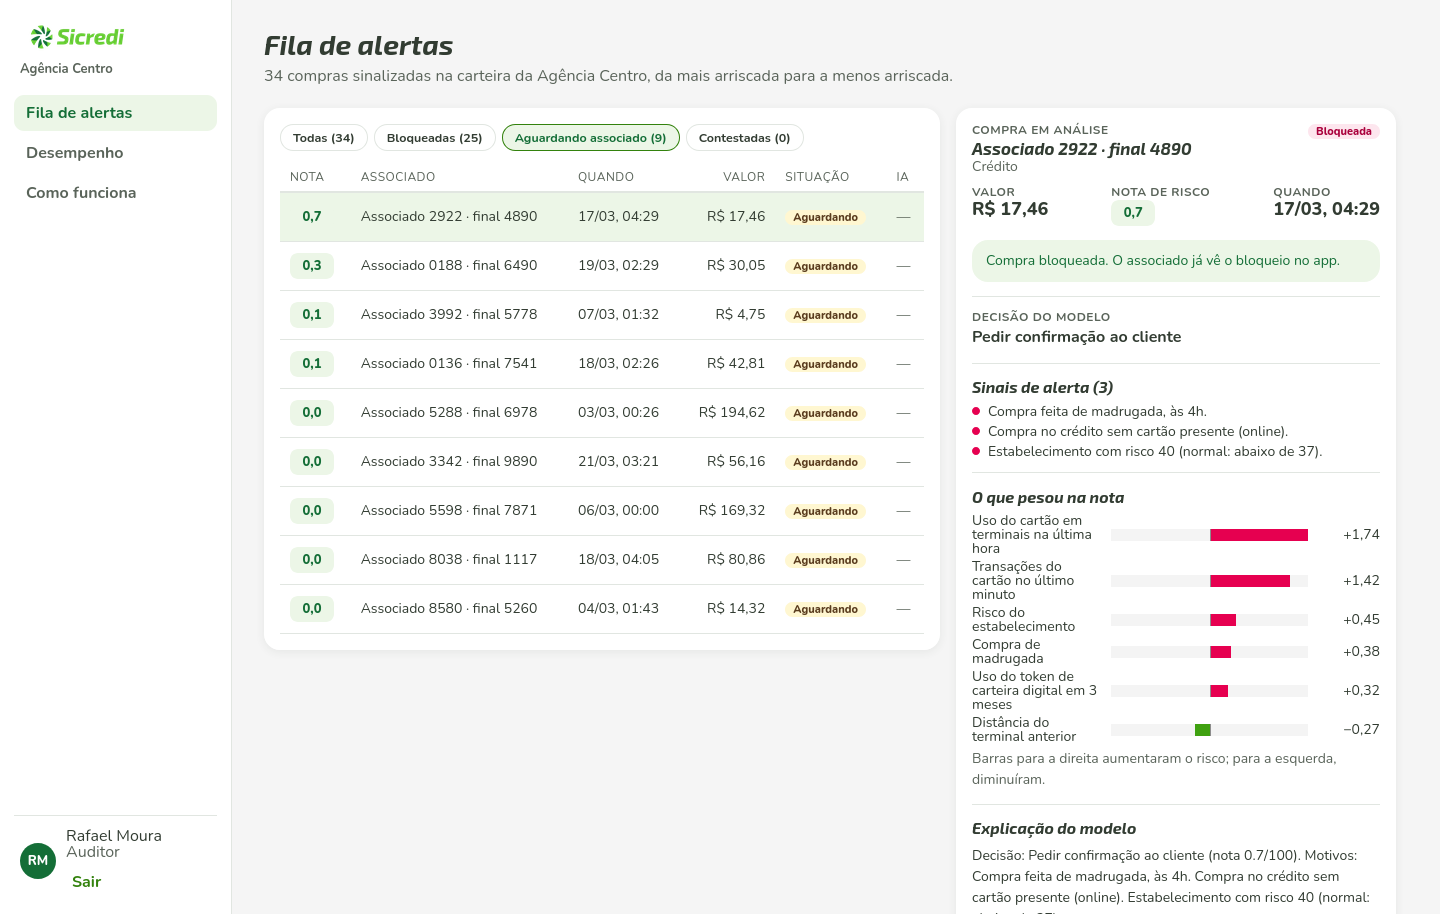 Sicredi
Agência Centro
Fila de alertas
Desempenho
Como funciona
RM
Rafael Moura
Auditor
Sair
Fila de alertas
34 compras sinalizadas na carteira da Agência Centro, da mais arriscada para a menos arriscada.
Todas (34) Bloqueadas (25) Aguardando associado (9) Contestadas (0)
NOTA ASSOCIADO QUANDO VALOR SITUAÇÃO IA
0,7 Associado 2922 · final 4890 17/03, 04:29 R$ 17,46 Aguardando —
0,3 Associado 0188 · final 6490 19/03, 02:29 R$ 30,05 Aguardando —
0,1 Associado 3992 · final 5778 07/03, 01:32 R$ 4,75 Aguardando —
0,1 Associado 0136 · final 7541 18/03, 02:26 R$ 42,81 Aguardando —
0,0 Associado 5288 · final 6978 03/03, 00:26 R$ 194,62 Aguardando —
0,0 Associado 3342 · final 9890 21/03, 03:21 R$ 56,16 Aguardando —
0,0 Associado 5598 · final 7871 06/03, 00:00 R$ 169,32 Aguardando —
0,0 Associado 8038 · final 1117 18/03, 04:05 R$ 80,86 Aguardando —
0,0 Associado 8580 · final 5260 04/03, 01:43 R$ 14,32 Aguardando —
COMPRA EM ANÁLISE Bloqueada
Associado 2922 · final 4890
Crédito
VALOR NOTA DE RISCO QUANDO
R$ 17,46 0,7 17/03, 04:29
Compra bloqueada. O associado já vê o bloqueio no app.
DECISÃO DO MODELO
Pedir confirmação ao cliente
Sinais de alerta (3)
Compra feita de madrugada, às 4h.
Compra no crédito sem cartão presente (online).
Estabelecimento com risco 40 (normal: abaixo de 37).
O que pesou na nota
Uso do cartão em
terminais na última +1,74
hora
Transações do
cartão no último +1,42
minuto
Risco do
estabelecimento +0,45
Compra de
madrugada +0,38
Uso do token de
carteira digital em 3 +0,32
meses
Distância do
terminal anterior −0,27
Barras para a direita aumentaram o risco; para a esquerda,
diminuíram.
Explicação do modelo
Decisão: Pedir confirmação ao cliente (nota 0.7/100). Motivos:
Compra feita de madrugada, às 4h. Compra no crédito sem
cartão presente (online). Estabelecimento com risco 40 (normal: